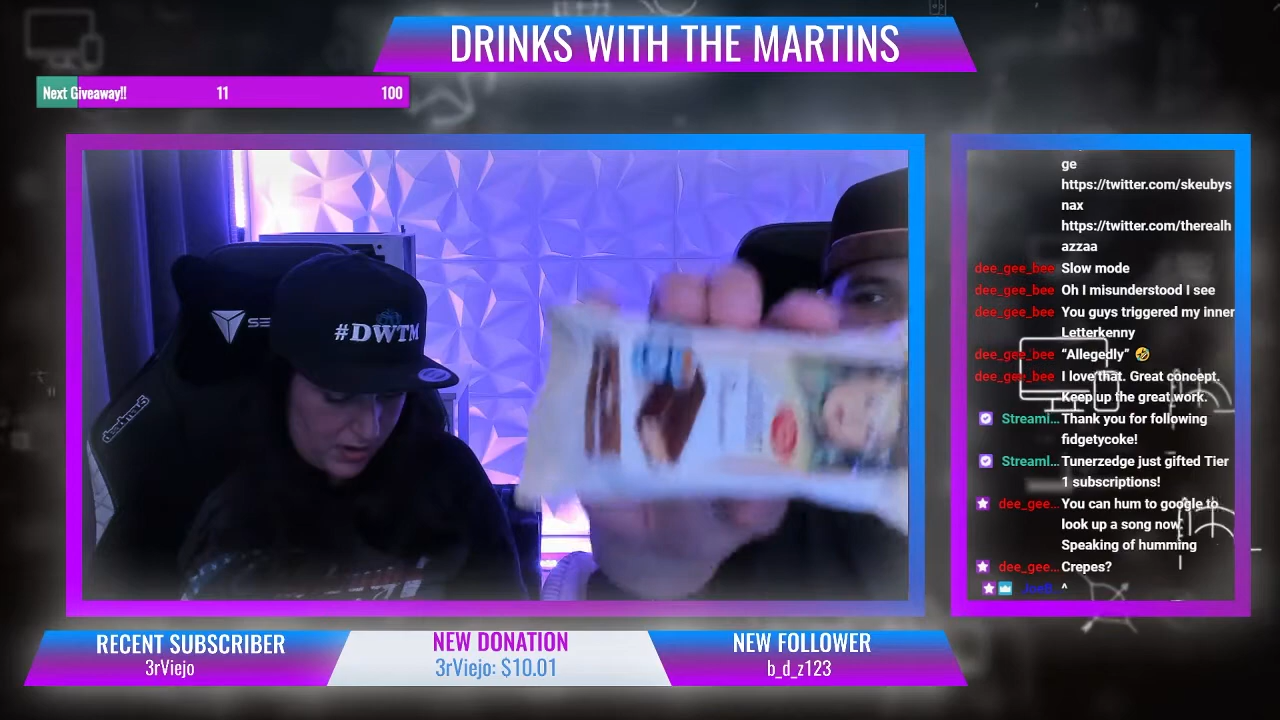 DRINKS WITH THE MARTINS
Next Giveaway!!
11
100
#DWTM
SE
deadmau5
ge
https://twitter.com/skeubys
nax
https://twitter.com/therealh
azzaa
dee_gee_bee Slow mode
dee_gee_bee Oh I misunderstood I see
dee_gee_bee You guys triggered my inner
Letterkenny
dee_gee_bee “Allegedly” 🤣
dee_gee_bee I love that. Great concept.
Keep up the great work.
Streaml... Thank you for following
fidgetycoke!
Streaml... Tunerzedge just gifted Tier
1 subscriptions!
dee_gee... You can hum to google to
look up a song now.
Speaking of humming
dee_gee... Crepes?
^
RECENT SUBSCRIBER
3rViejo
NEW DONATION
3rViejo: $10.01
NEW FOLLOWER
b_d_z123